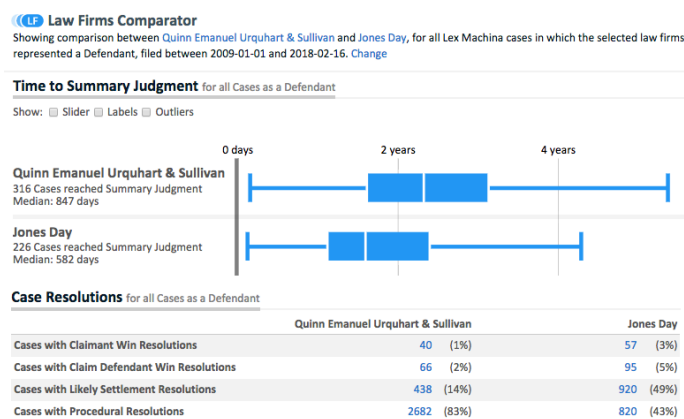 LF Law Firms Comparator
Showing comparison between Quinn Emanuel Urquhart & Sullivan and Jones Day, for all Lex Machina cases in which the selected law firms
represented a Defendant, filed between 2009-01-01 and 2018-02-16. Change
Time to Summary Judgment for all Cases as a Defendant
Show: Slider Labels Outliers
0 days 2 years 4 years
Quinn Emanuel Urquhart & Sullivan
316 Cases reached Summary Judgment
Median: 847 days
Jones Day
226 Cases reached Summary Judgment
Median: 582 days
Case Resolutions for all Cases as a Defendant
Quinn Emanuel Urquhart & Sullivan Jones Day
Cases with Claimant Win Resolutions 40 (1%) 57 (3%)
Cases with Claim Defendant Win Resolutions 66 (2%) 95 (5%)
Cases with Likely Settlement Resolutions 438 (14%) 920 (49%)
Cases with Procedural Resolutions 2682 (83%) 820 (43%)